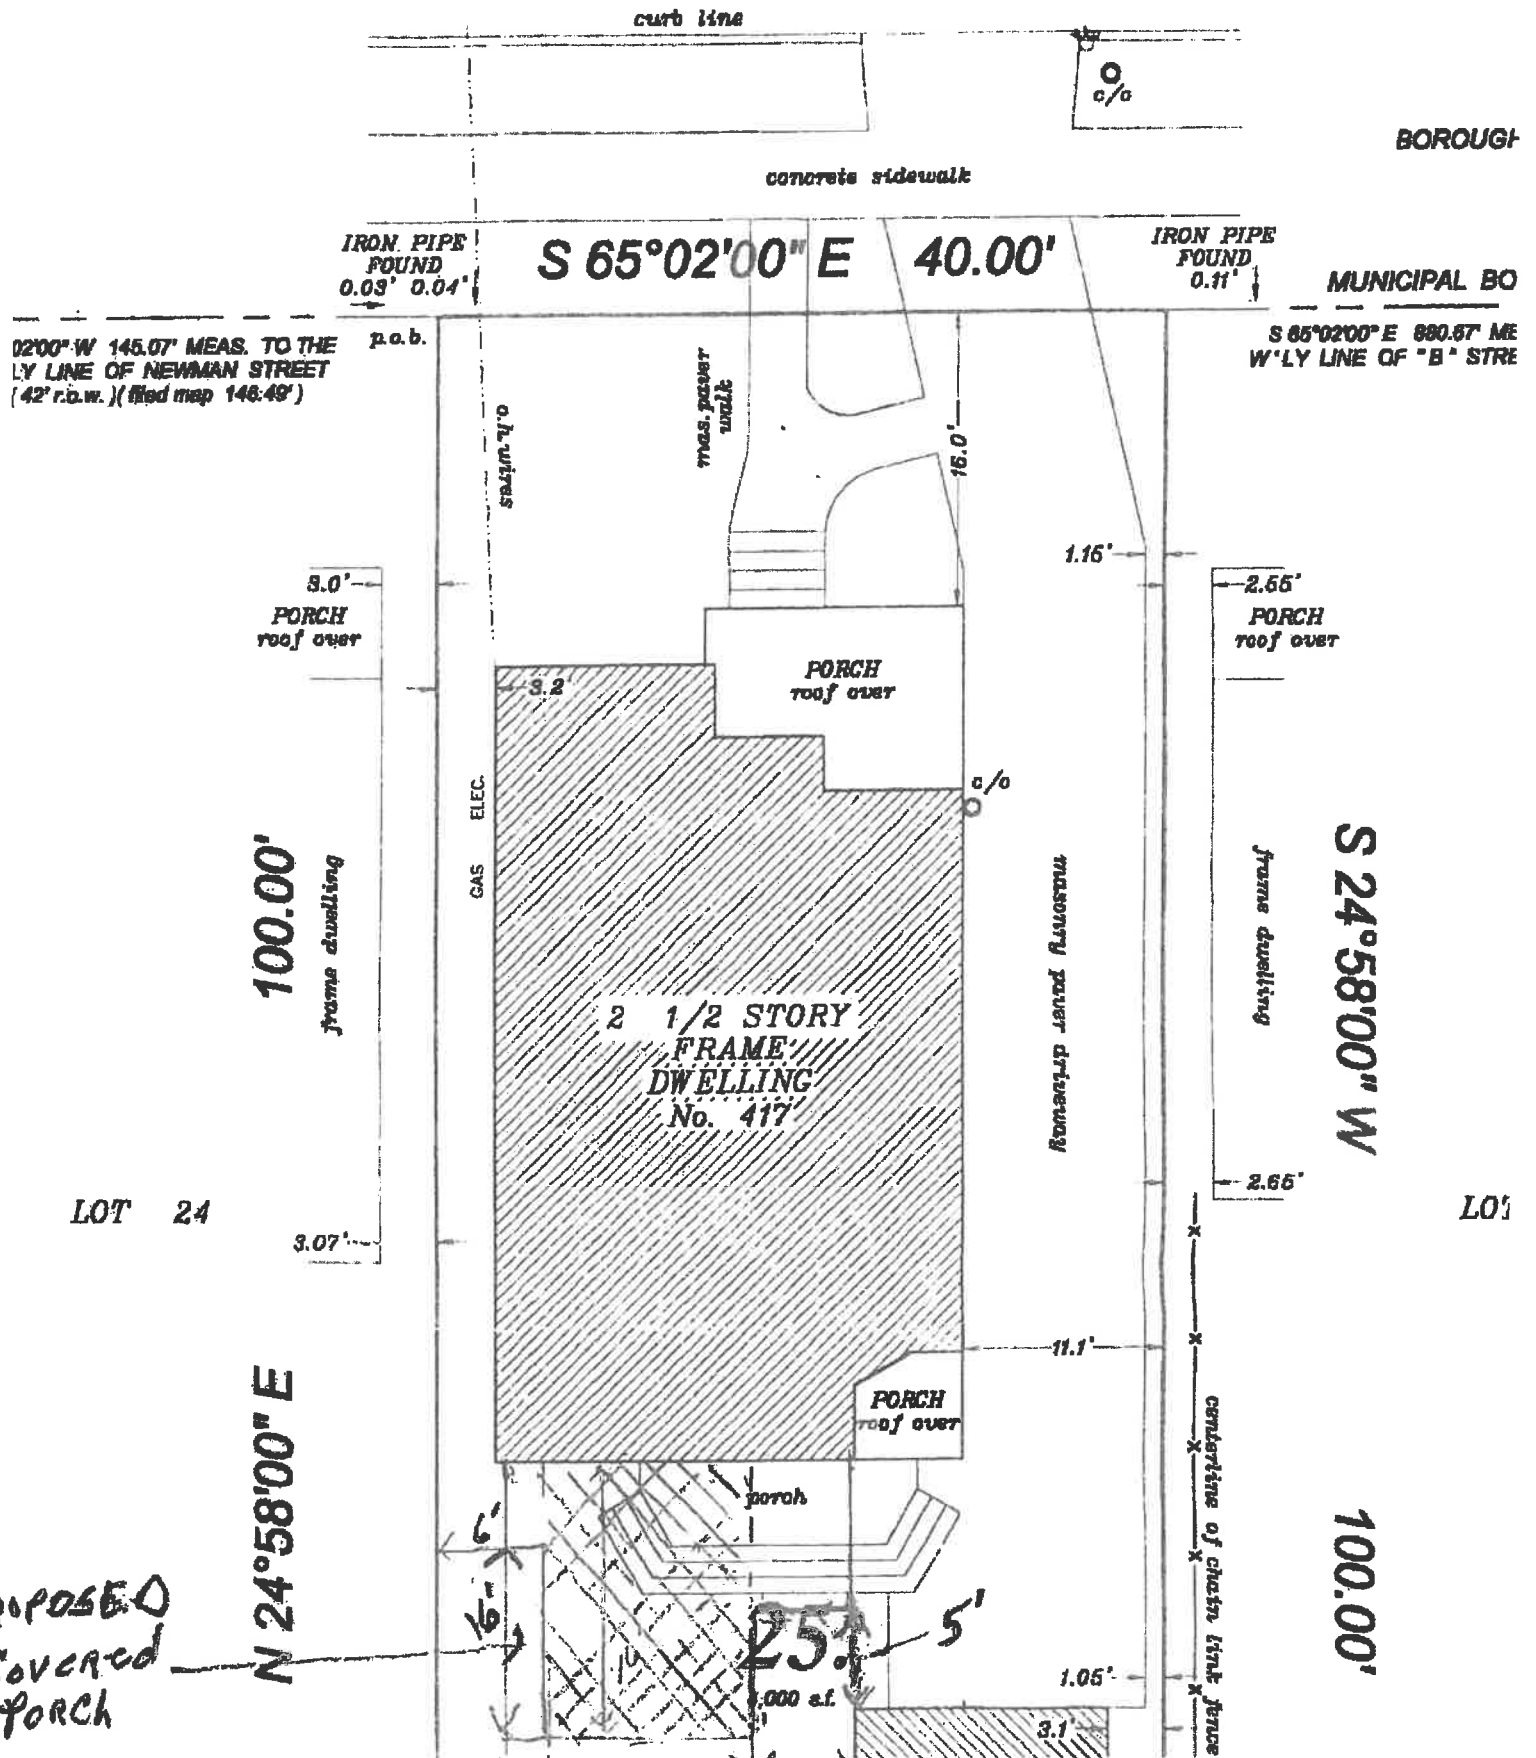 curb line
c/o
BOROUGH
concrete sidewalk
IRON PIPE
FOUND
0.03' 0.04'
S 65°02'00" E 40.00'
IRON PIPE
FOUND
0.11'
MUNICIPAL BO
p.o.b.
02'00" W 145.07' MEAS. TO THE
LY LINE OF NEWMAN STREET
( 42' r.o.w. )( filed map 146.49' )
S 65°02'00" E 880.67' ME
W'LY LINE OF "B" STRE
o.h. wires
mas. paver
walk
16.0'
1.15'
3.0'
PORCH
roof over
2.55'
PORCH
roof over
PORCH
roof over
3.2
c/o
GAS ELEC.
100.00'
frame dwelling
masonry paver driveway
frame dwelling
S 24°58'00" W
2 1/2 STORY
FRAME
DWELLING
No. 417
LOT 24
3.07'
2.65'
LOT
11.1'
PORCH
roof over
N 24°58'00" E
porch
6'
16'
centerline of chain link fence
100.00'
OPOSED
COVERED
PORCH
25.
5'
,000 s.f.
1.05'
3.1'